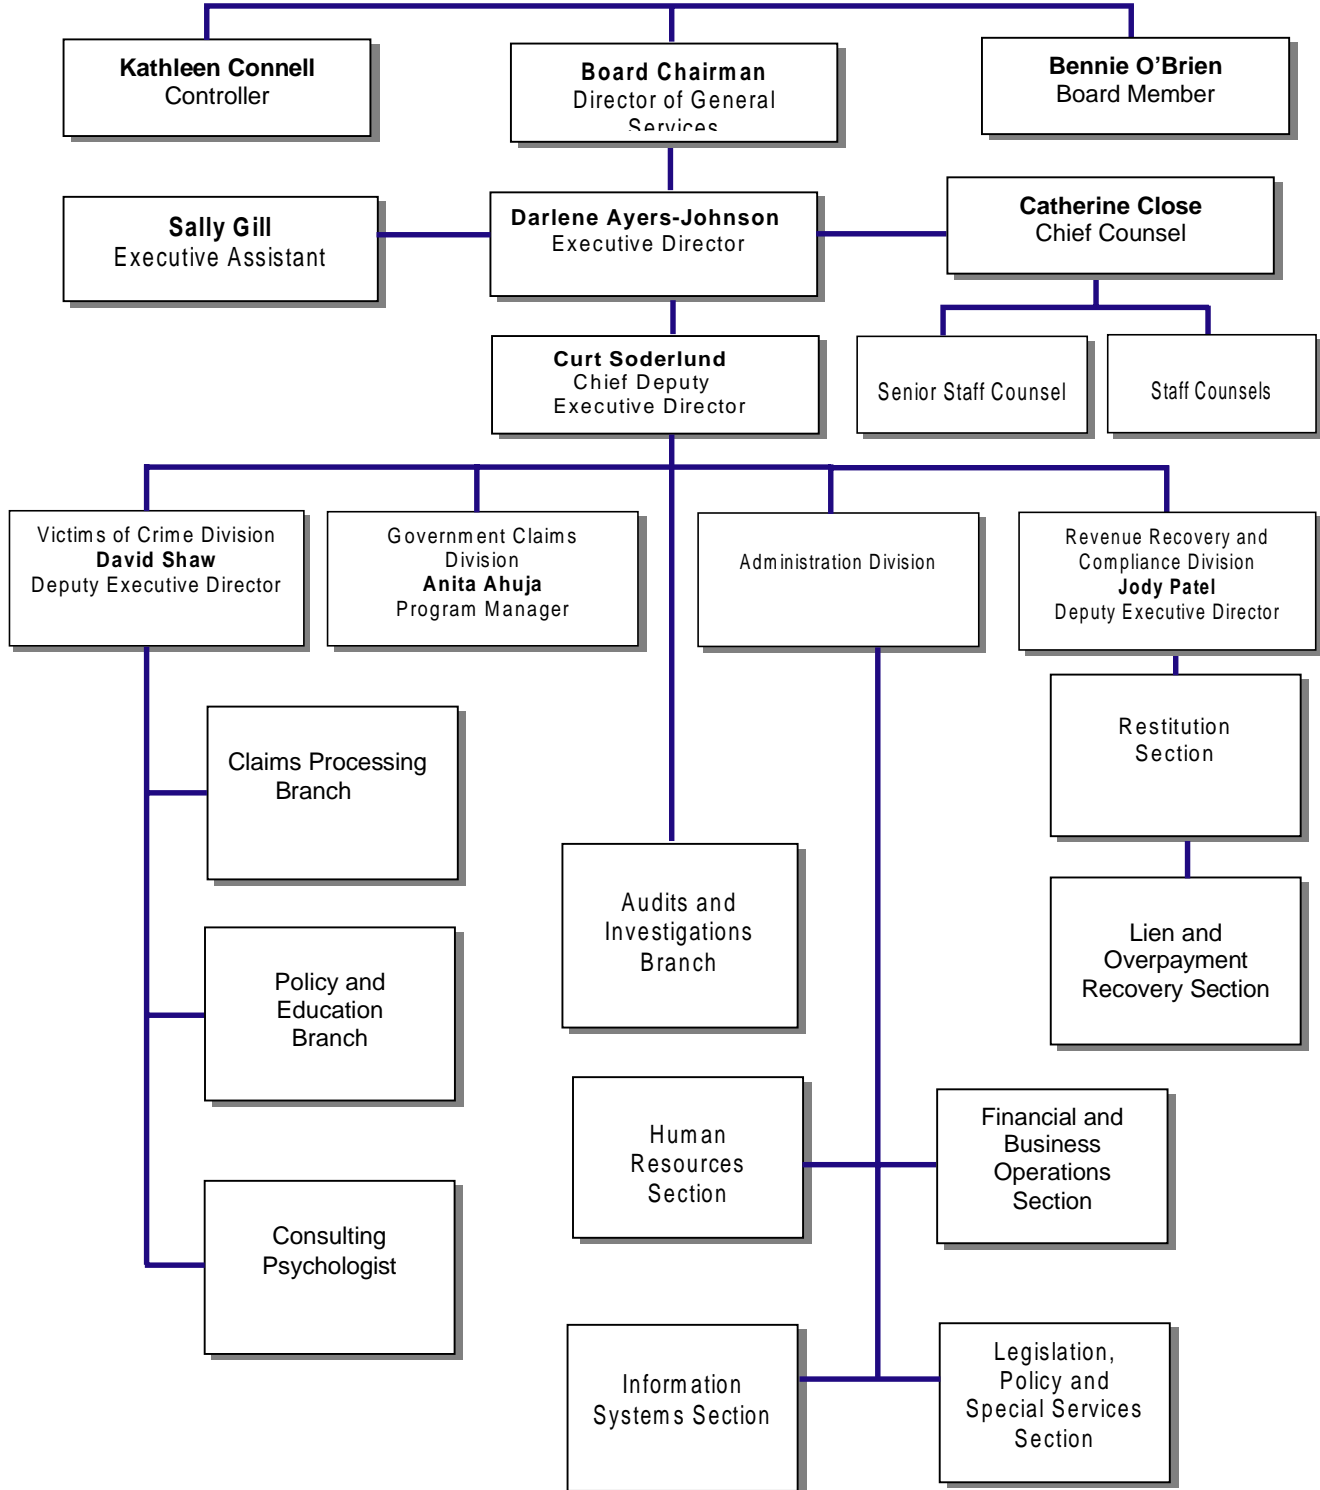 Kathleen Connell
Controller
Board Chairman
Director of General
Services
Bennie O’Brien
Board Member
Sally Gill
Executive Assistant
Darlene Ayers-Johnson
Executive Director
Catherine Close
Chief Counsel
Curt Soderlund
Chief Deputy
Executive Director
Senior Staff Counsel
Staff Counsels
Victims of Crime Division
David Shaw
Deputy Executive Director
Government Claims
Division
Anita Ahuja
Program Manager
Administration Division
Revenue Recovery and
Compliance Division
Jody Patel
Deputy Executive Director
Claims Processing
Branch
Restitution
Section
Audits and
Investigations
Branch
Lien and
Overpayment
Recovery Section
Policy and
Education
Branch
Human
Resources
Section
Financial and
Business
Operations
Section
Consulting
Psychologist
Information
Systems Section
Legislation,
Policy and
Special Services
Section